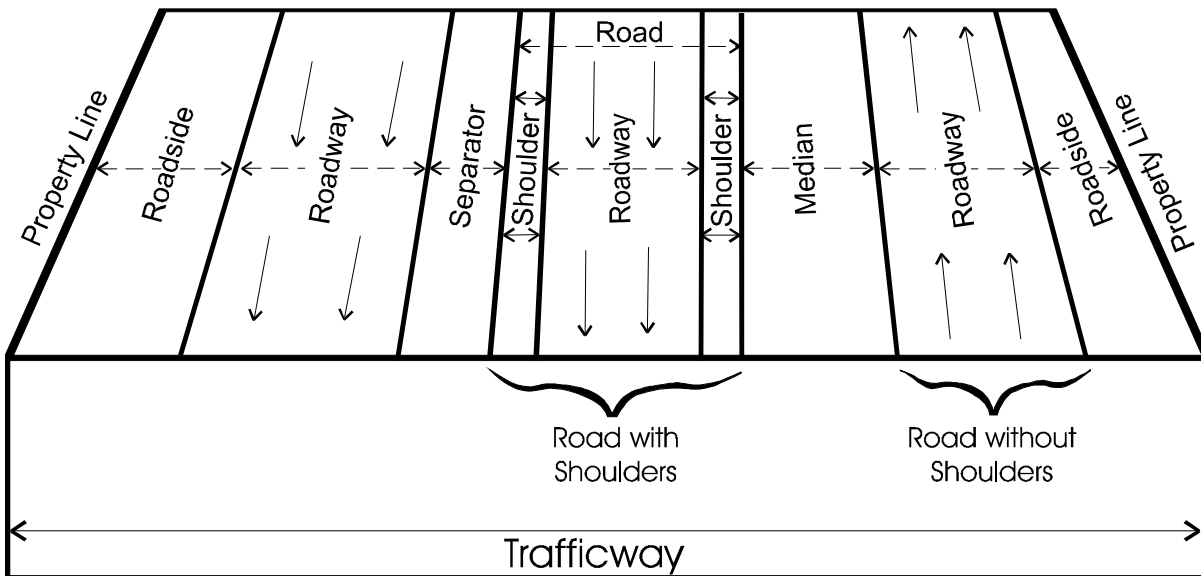 Road
Property Line
Roadside
Roadway
Separator
Shoulder
Roadway
Shoulder
Median
Roadway
Roadside
Property Line
Road with
Shoulders
Road without
Shoulders
Trafficway